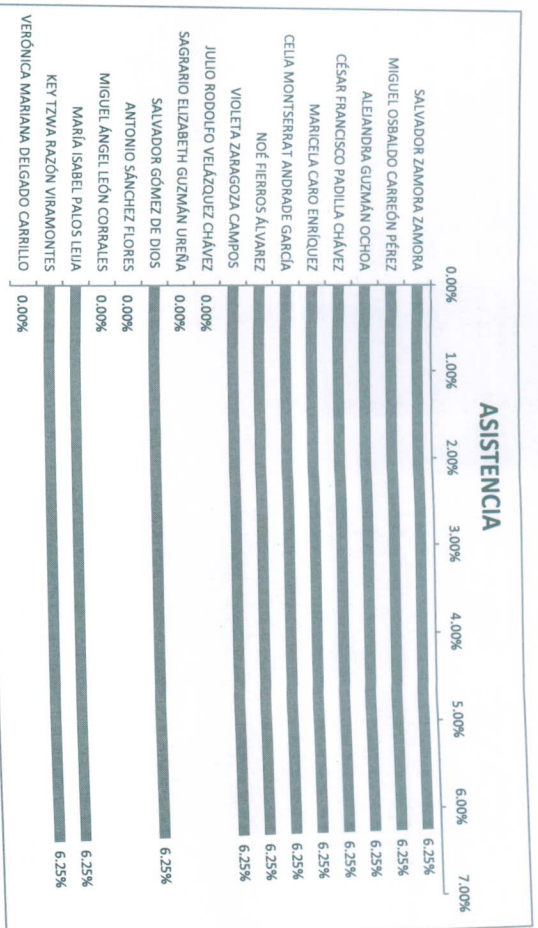 ASISTENCIA
0.00% 1.00% 2.00% 3.00% 4.00% 5.00% 6.00% 7.00%
SALVADOR ZAMORA ZAMORA 6.25%
MIGUEL OSBALDO CARREÓN PÉREZ 6.25%
ALEJANDRA GUZMÁN OCHOA 6.25%
CÉSAR FRANCISCO PADILLA CHÁVEZ 6.25%
MARICELA CARO ENRÍQUEZ 6.25%
CELIA MONTSERRAT ANDRADE GARCÍA 6.25%
NOÉ FIERROS ÁLVAREZ 6.25%
VIOLETA ZARAGOZA CAMPOS 6.25%
JULIO RODOLFO VELÁZQUEZ CHÁVEZ 0.00%
SAGRARIO ELIZABETH GUZMÁN UREÑA 0.00%
SALVADOR GÓMEZ DE DIOS 6.25%
ANTONIO SÁNCHEZ FLORES 0.00%
MIGUEL ÁNGEL LEÓN CORRALES 0.00%
MARÍA ISABEL PALOS LEIJA 6.25%
KEY TZWA RAZÓN VIRAMONTES 6.25%
VERÓNICA MARIANA DELGADO CARRILLO 0.00%